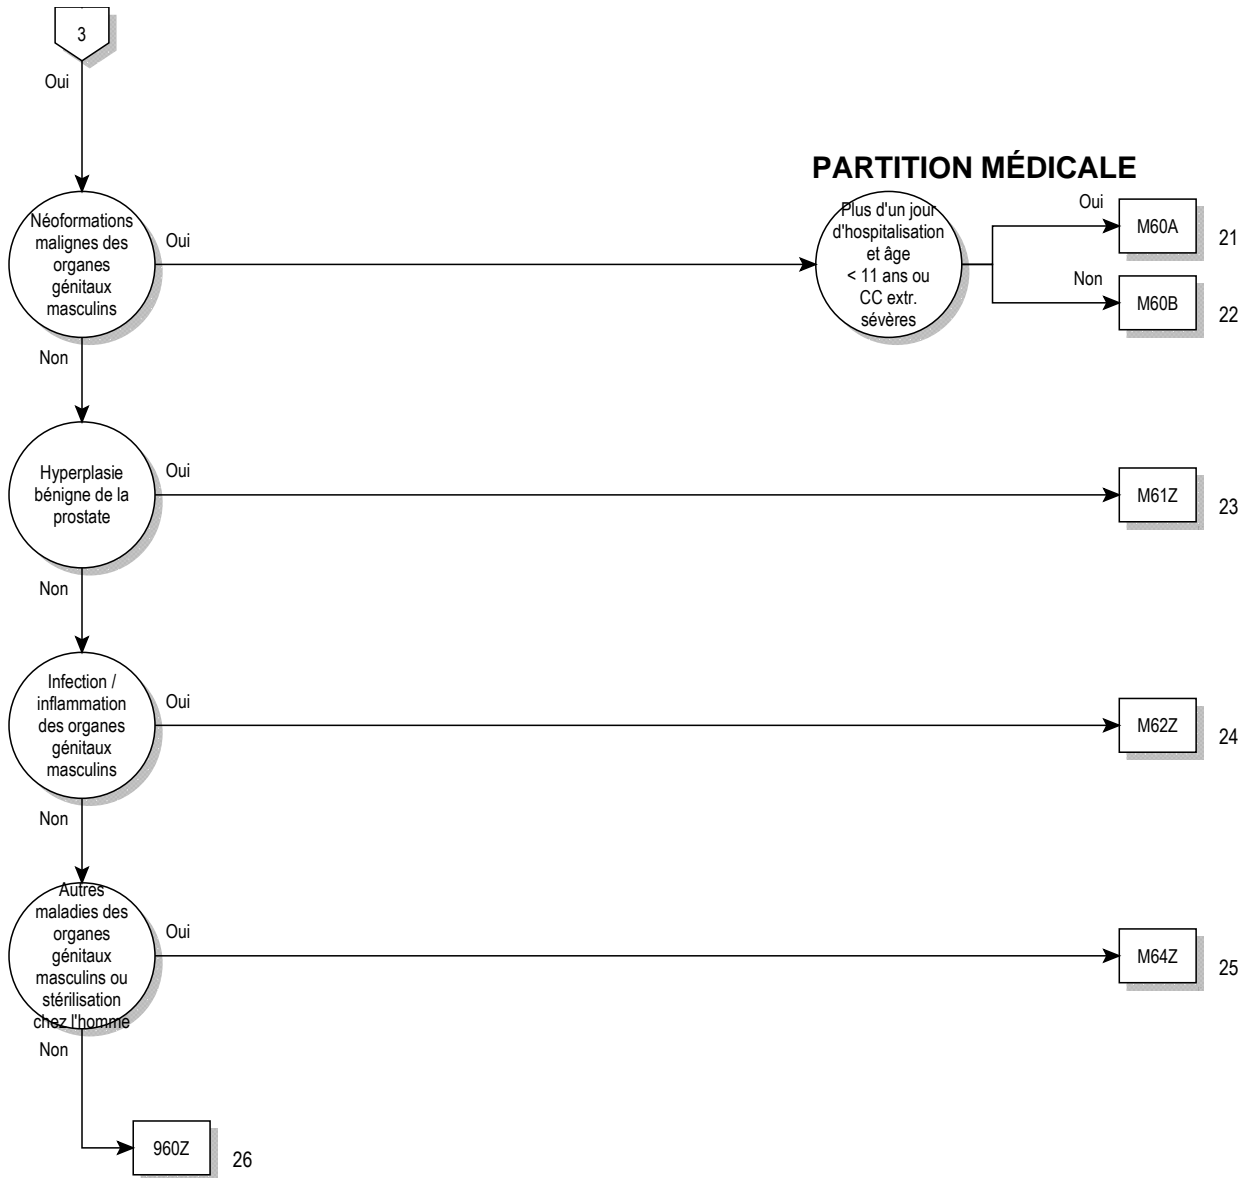 3
Oui
PARTITION MÉDICALE
Néoformations
malignes des
organes
génitaux
masculins
Oui
Plus d'un jour
d'hospitalisation
et âge
< 11 ans ou
CC extr.
sévères
Oui
M60A
21
Non
M60B
22
Non
Hyperplasie
bénigne de la
prostate
Oui
M61Z
23
Non
Infection /
inflammation
des organes
génitaux
masculins
Oui
M62Z
24
Non
Autres
maladies des
organes
génitaux
masculins ou
stérilisation
chez l'homme
Oui
M64Z
25
Non
960Z
26